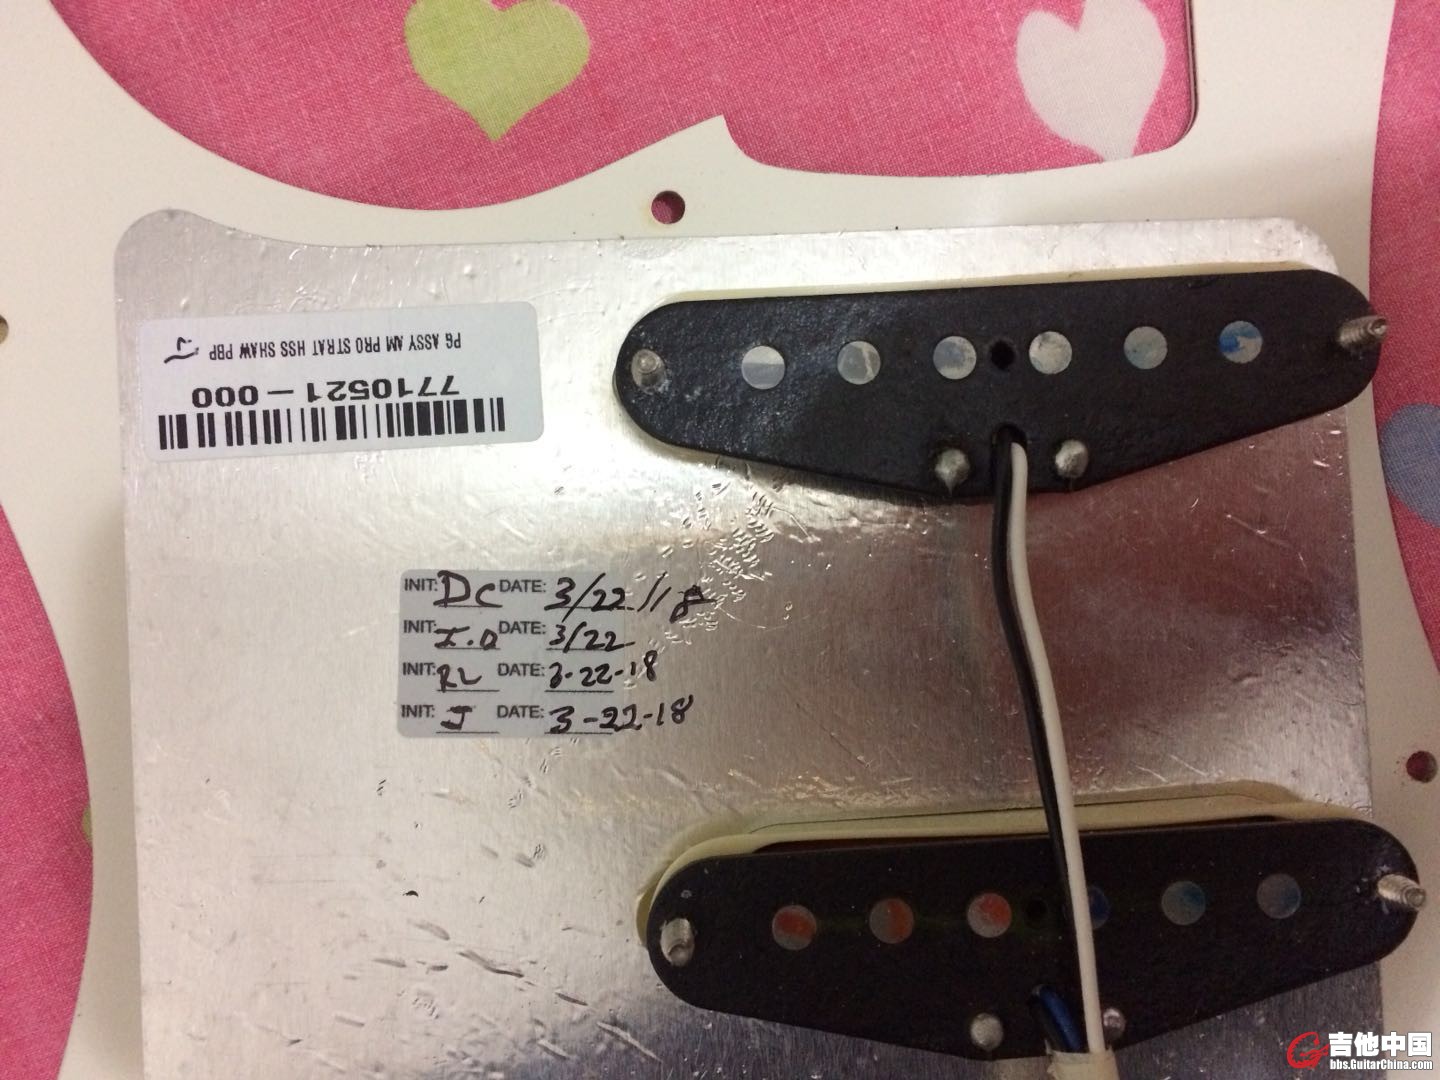 PG ASSY AM PRO STRAT HSS SHAW PBP
7710521-000
INIT: DC DATE: 3/22/18
INIT: I.O DATE: 3/22
INIT: RL DATE: 3-22-18
INIT: J DATE: 3-22-18
吉他中国
bbs.GuitarChina.com